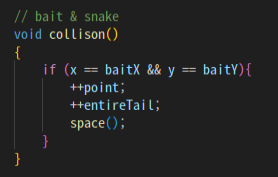 // bait & snake
void collison()
{
    if (x == baitX && y == baitY){
        ++point;
        ++entireTail;
        space();
    }
}